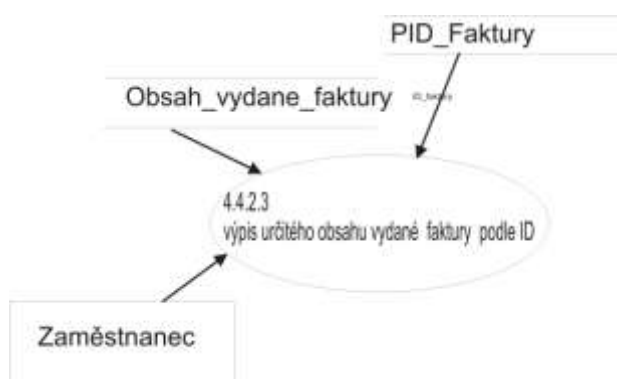 PID_Faktury
Obsah_vydane_faktury
4.4.2.3
výpis určitého obsahu vydané faktury podle ID
Zaměstnanec